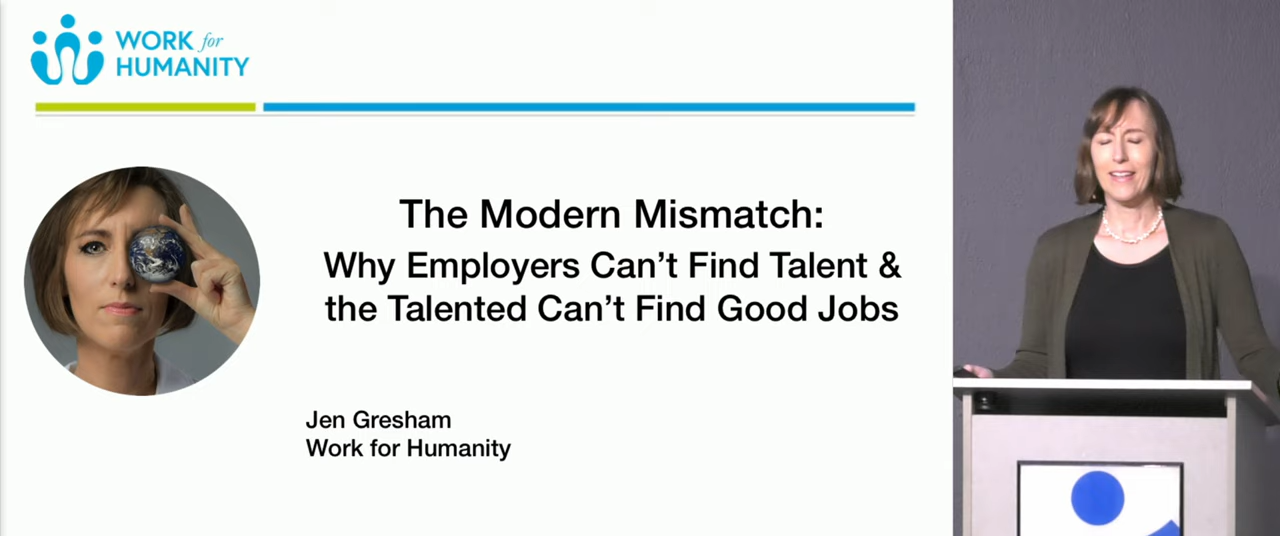 WORK for
HUMANITY
The Modern Mismatch:
Why Employers Can't Find Talent &
the Talented Can't Find Good Jobs
Jen Gresham
Work for Humanity